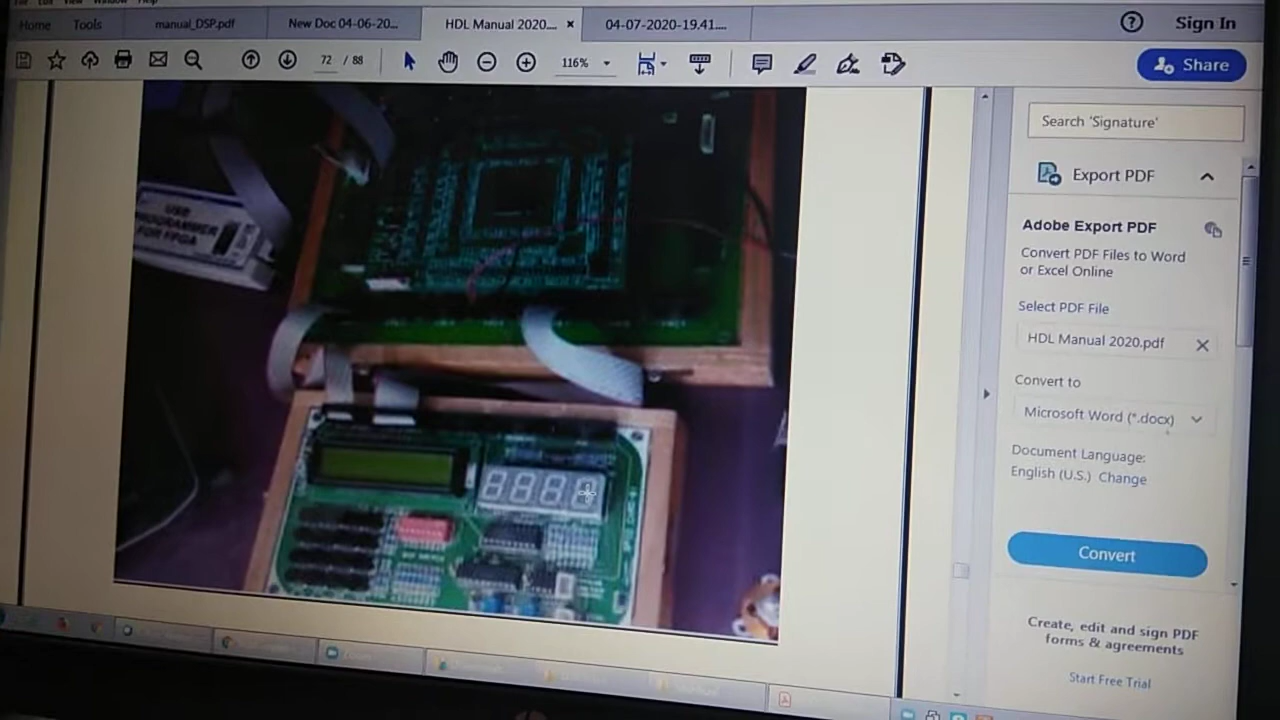 Home Tools manual_DSP.pdf New Doc 04-06-20... HDL Manual 2020.... × 04-07-2020-19.41.... ? Sign In
72 / 88 116% Share
Search 'Signature'
Export PDF
Adobe Export PDF
Convert PDF Files to Word
or Excel Online
Select PDF File
HDL Manual 2020.pdf
Convert to
Microsoft Word (*.docx)
Document Language:
English (U.S.) Change
Convert
Create, edit and sign PDF
forms & agreements
Start Free Trial
USB
PROGRAMMER
FOR FPGA